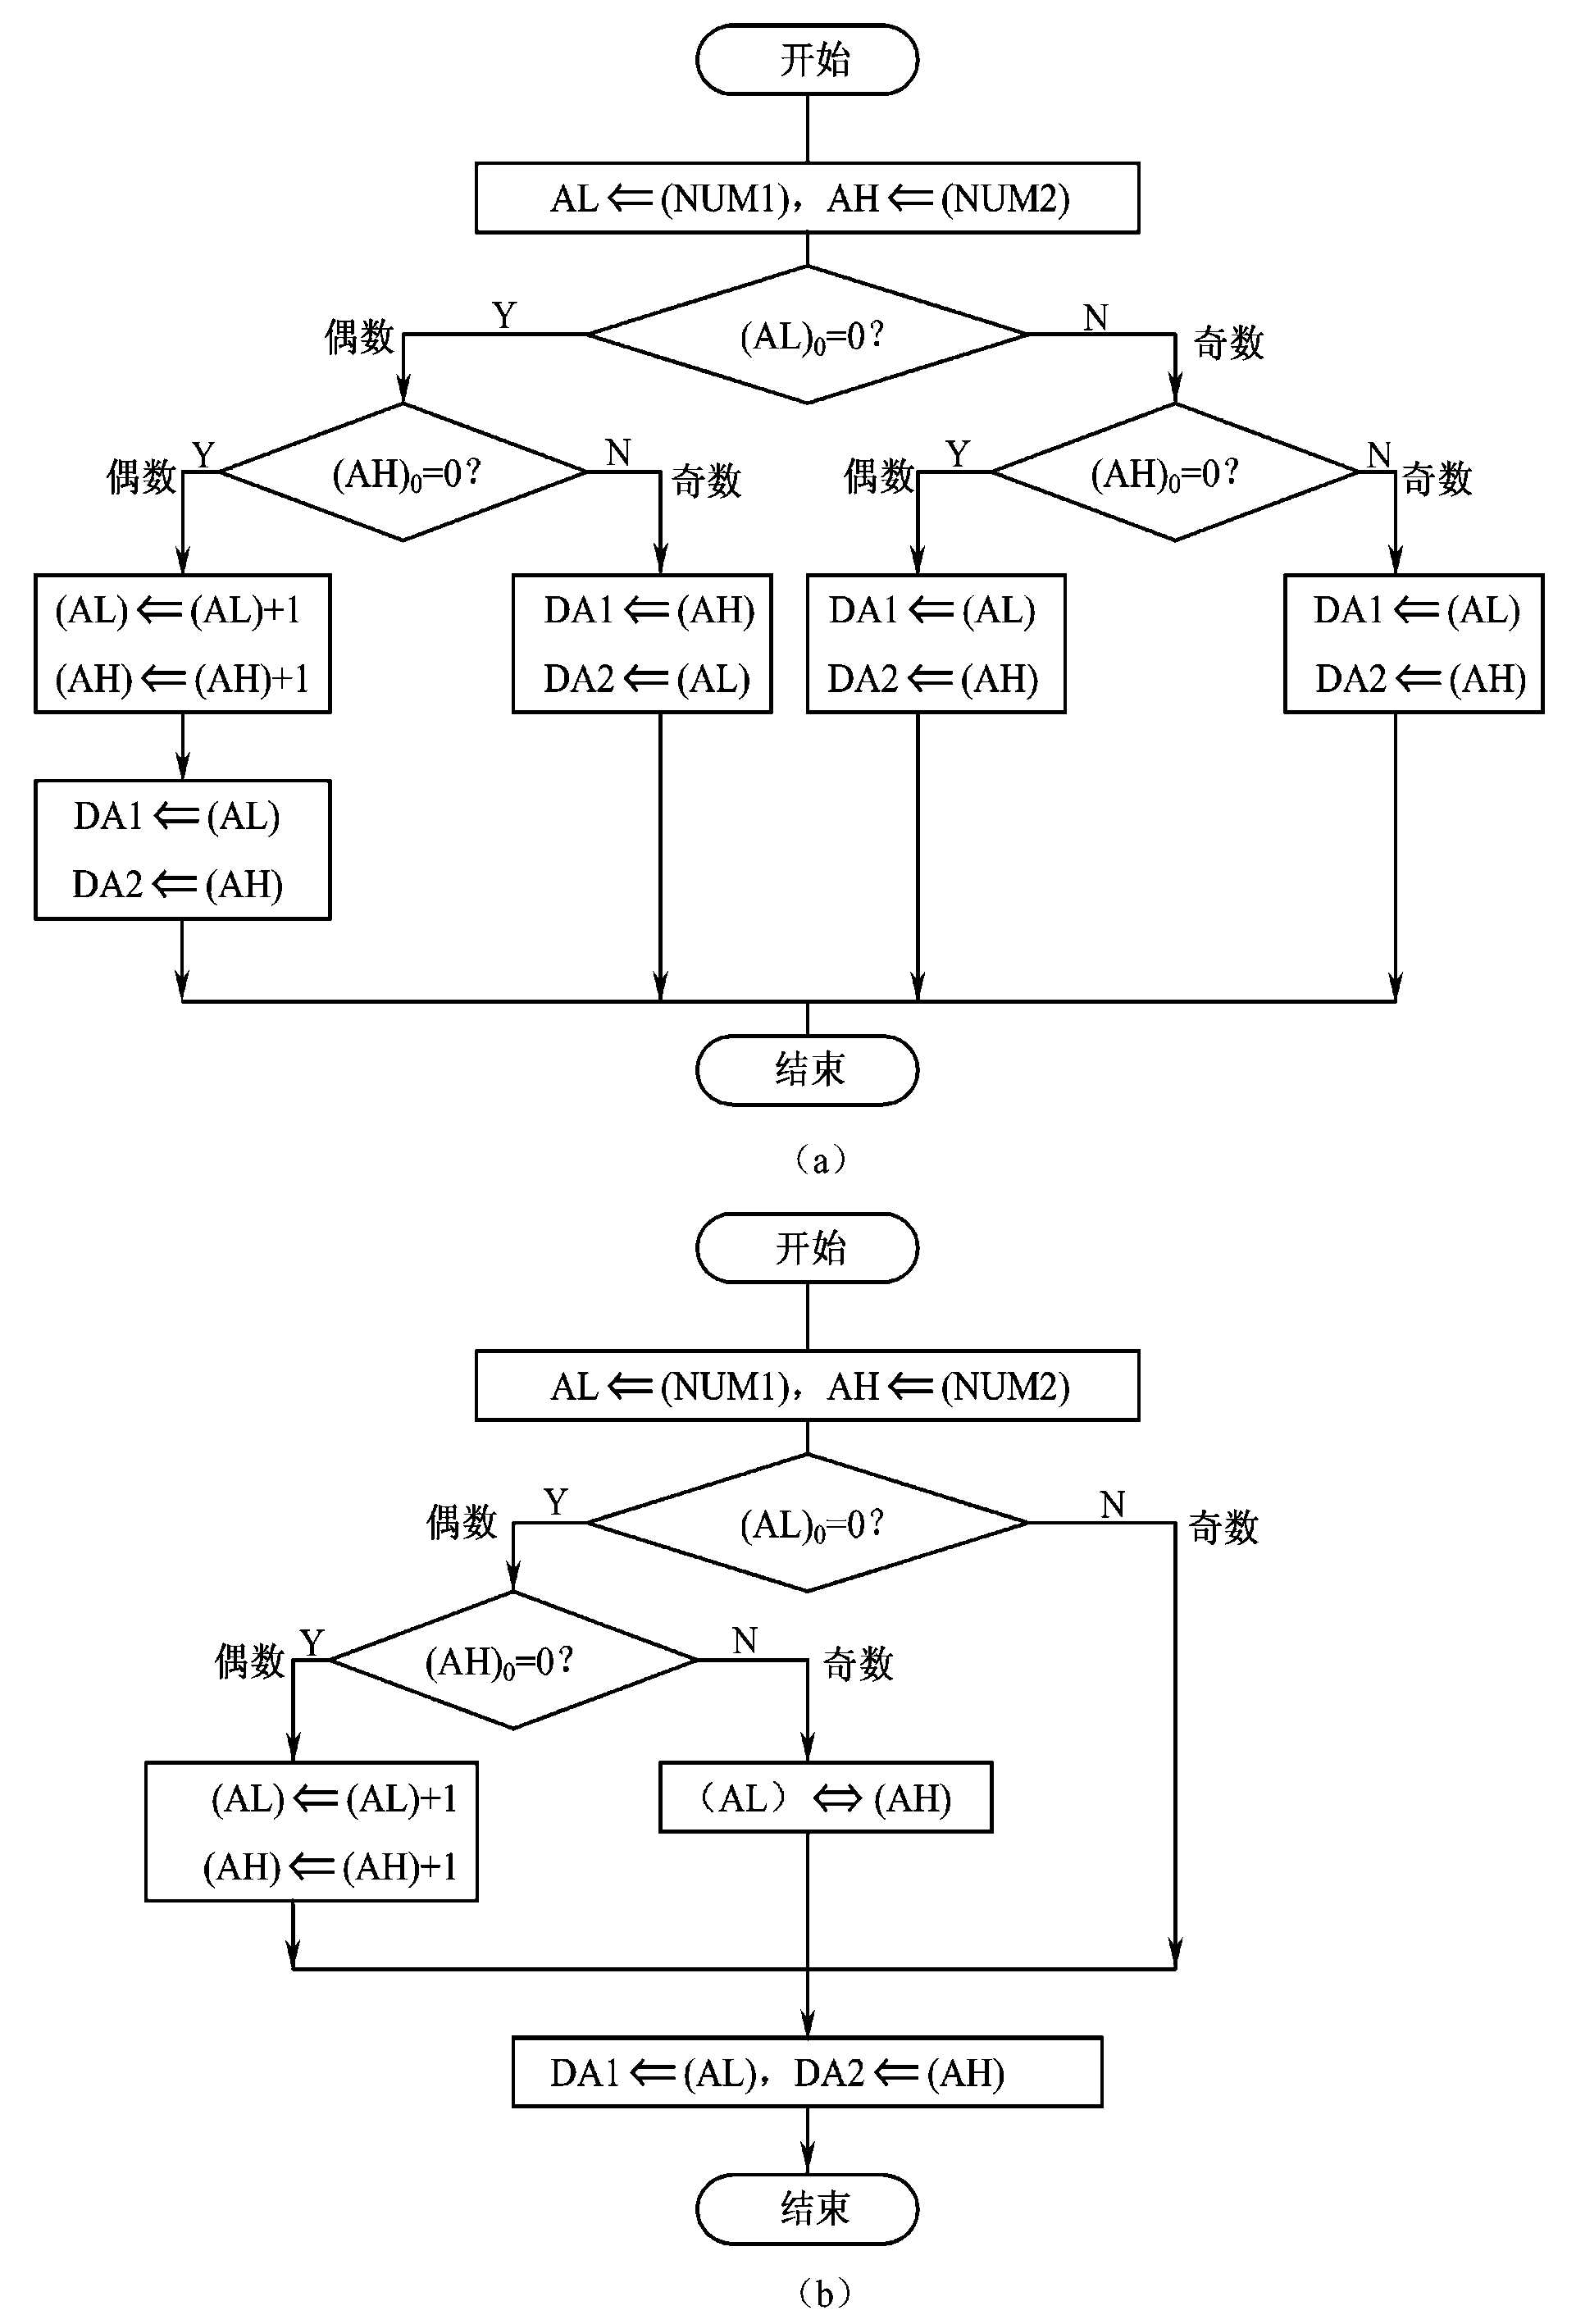 开始
AL⇐(NUM1)，AH⇐(NUM2)
(AL)₀=0?
Y
N
偶数
奇数
(AH)₀=0?
Y
N
偶数
奇数
(AH)₀=0?
Y
N
偶数
奇数
(AL)⇐(AL)+1
(AH)⇐(AH)+1
DA1⇐(AH)
DA2⇐(AL)
DA1⇐(AL)
DA2⇐(AH)
DA1⇐(AL)
DA2⇐(AH)
DA1⇐(AL)
DA2⇐(AH)
结束
（a）
开始
AL⇐(NUM1)，AH⇐(NUM2)
(AL)₀=0?
Y
N
偶数
奇数
(AH)₀=0?
Y
N
偶数
奇数
(AL)⇐(AL)+1
(AH)⇐(AH)+1
（AL）⇔(AH)
DA1⇐(AL)，DA2⇐(AH)
结束
（b）